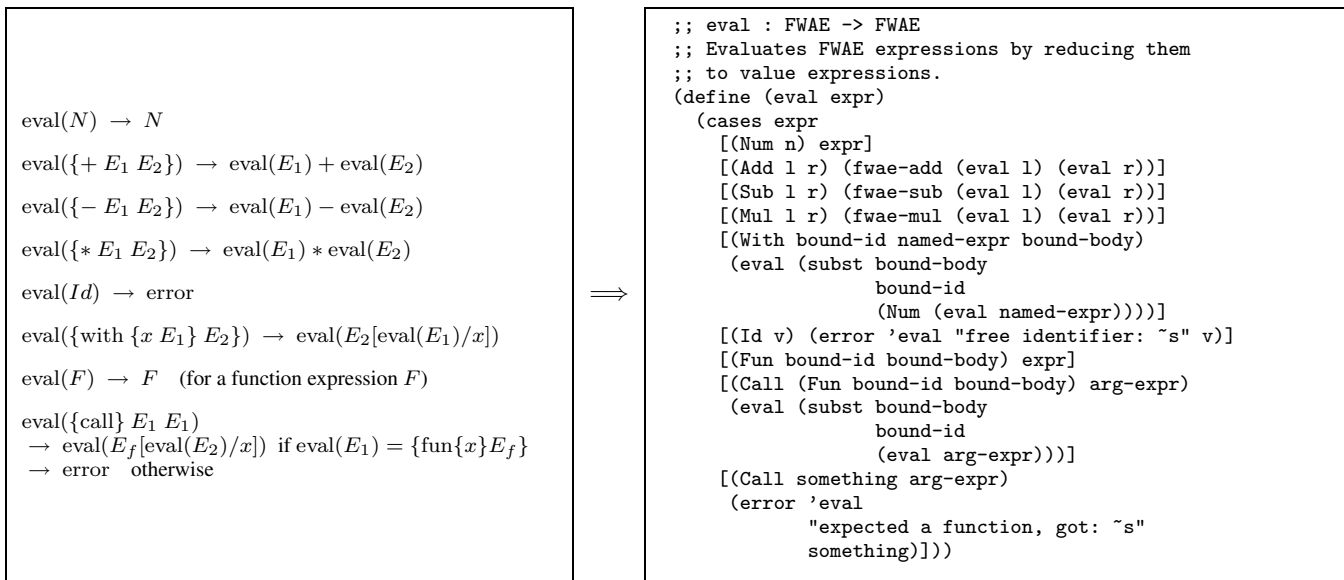 eval(N) → N
eval({+ E₁ E₂}) → eval(E₁) + eval(E₂)
eval({− E₁ E₂}) → eval(E₁) − eval(E₂)
eval({∗ E₁ E₂}) → eval(E₁) ∗ eval(E₂)
eval(Id) → error
eval({with {x E₁} E₂}) → eval(E₂[eval(E₁)/x])
eval(F) → F (for a function expression F)
eval({call} E₁ E₁)
→ eval(E_f[eval(E₂)/x]) if eval(E₁) = {fun{x}E_f}
→ error otherwise
⟹
;; eval : FWAE -> FWAE
;; Evaluates FWAE expressions by reducing them
;; to value expressions.
(define (eval expr)
  (cases expr
    [(Num n) expr]
    [(Add l r) (fwae-add (eval l) (eval r))]
    [(Sub l r) (fwae-sub (eval l) (eval r))]
    [(Mul l r) (fwae-mul (eval l) (eval r))]
    [(With bound-id named-expr bound-body)
     (eval (subst bound-body
                  bound-id
                  (Num (eval named-expr))))]
    [(Id v) (error ’eval "free identifier: ~s" v)]
    [(Fun bound-id bound-body) expr]
    [(Call (Fun bound-id bound-body) arg-expr)
     (eval (subst bound-body
                  bound-id
                  (eval arg-expr)))]
    [(Call something arg-expr)
     (error ’eval
            "expected a function, got: ~s"
            something)]))